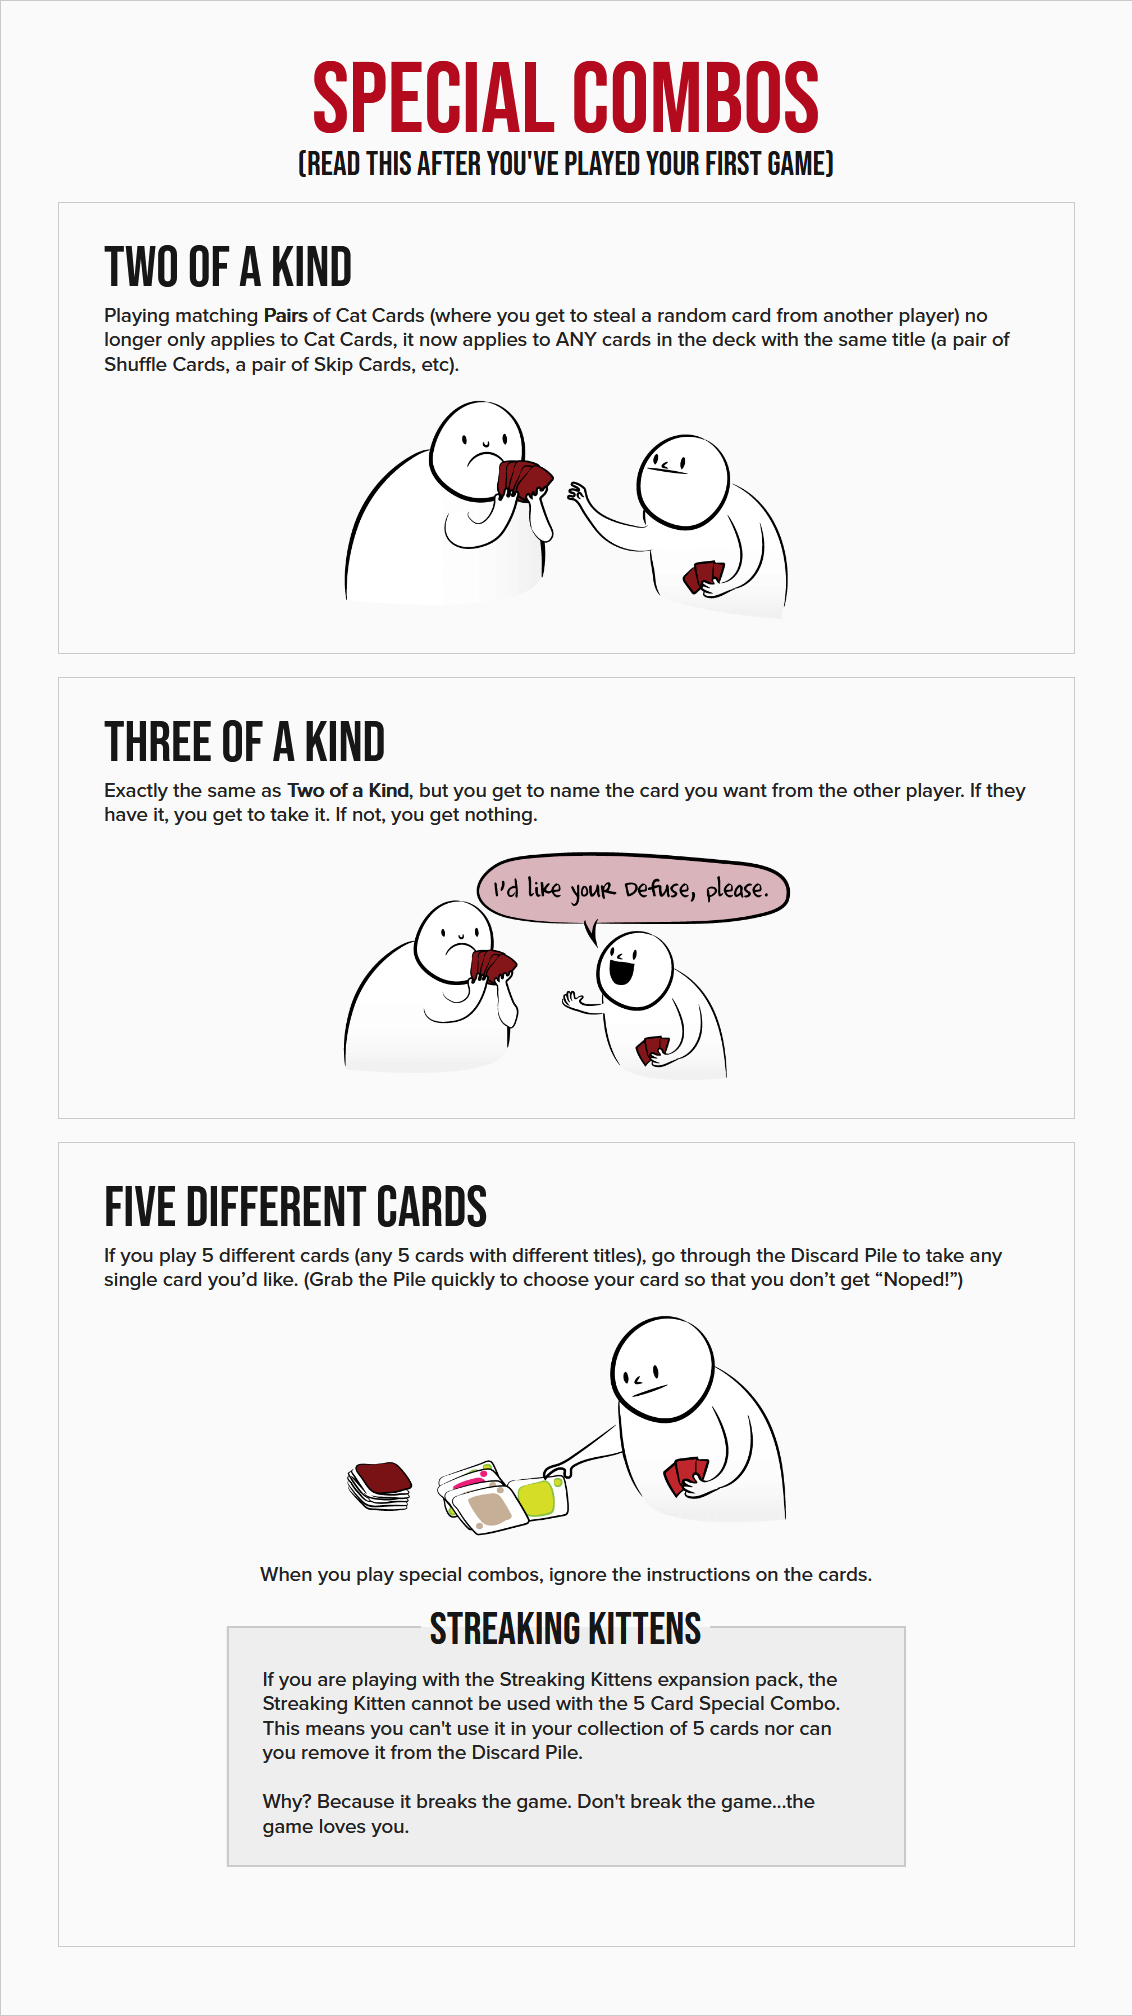 SPECIAL COMBOS
(READ THIS AFTER YOU'VE PLAYED YOUR FIRST GAME)
TWO OF A KIND
Playing matching Pairs of Cat Cards (where you get to steal a random card from another player) no
longer only applies to Cat Cards, it now applies to ANY cards in the deck with the same title (a pair of
Shuffle Cards, a pair of Skip Cards, etc).
THREE OF A KIND
Exactly the same as Two of a Kind, but you get to name the card you want from the other player. If they
have it, you get to take it. If not, you get nothing.
I'd like your Defuse, please.
FIVE DIFFERENT CARDS
If you play 5 different cards (any 5 cards with different titles), go through the Discard Pile to take any
single card you’d like. (Grab the Pile quickly to choose your card so that you don’t get “Noped!”)
When you play special combos, ignore the instructions on the cards.
STREAKING KITTENS
If you are playing with the Streaking Kittens expansion pack, the
Streaking Kitten cannot be used with the 5 Card Special Combo.
This means you can't use it in your collection of 5 cards nor can
you remove it from the Discard Pile.
Why? Because it breaks the game. Don't break the game...the
game loves you.